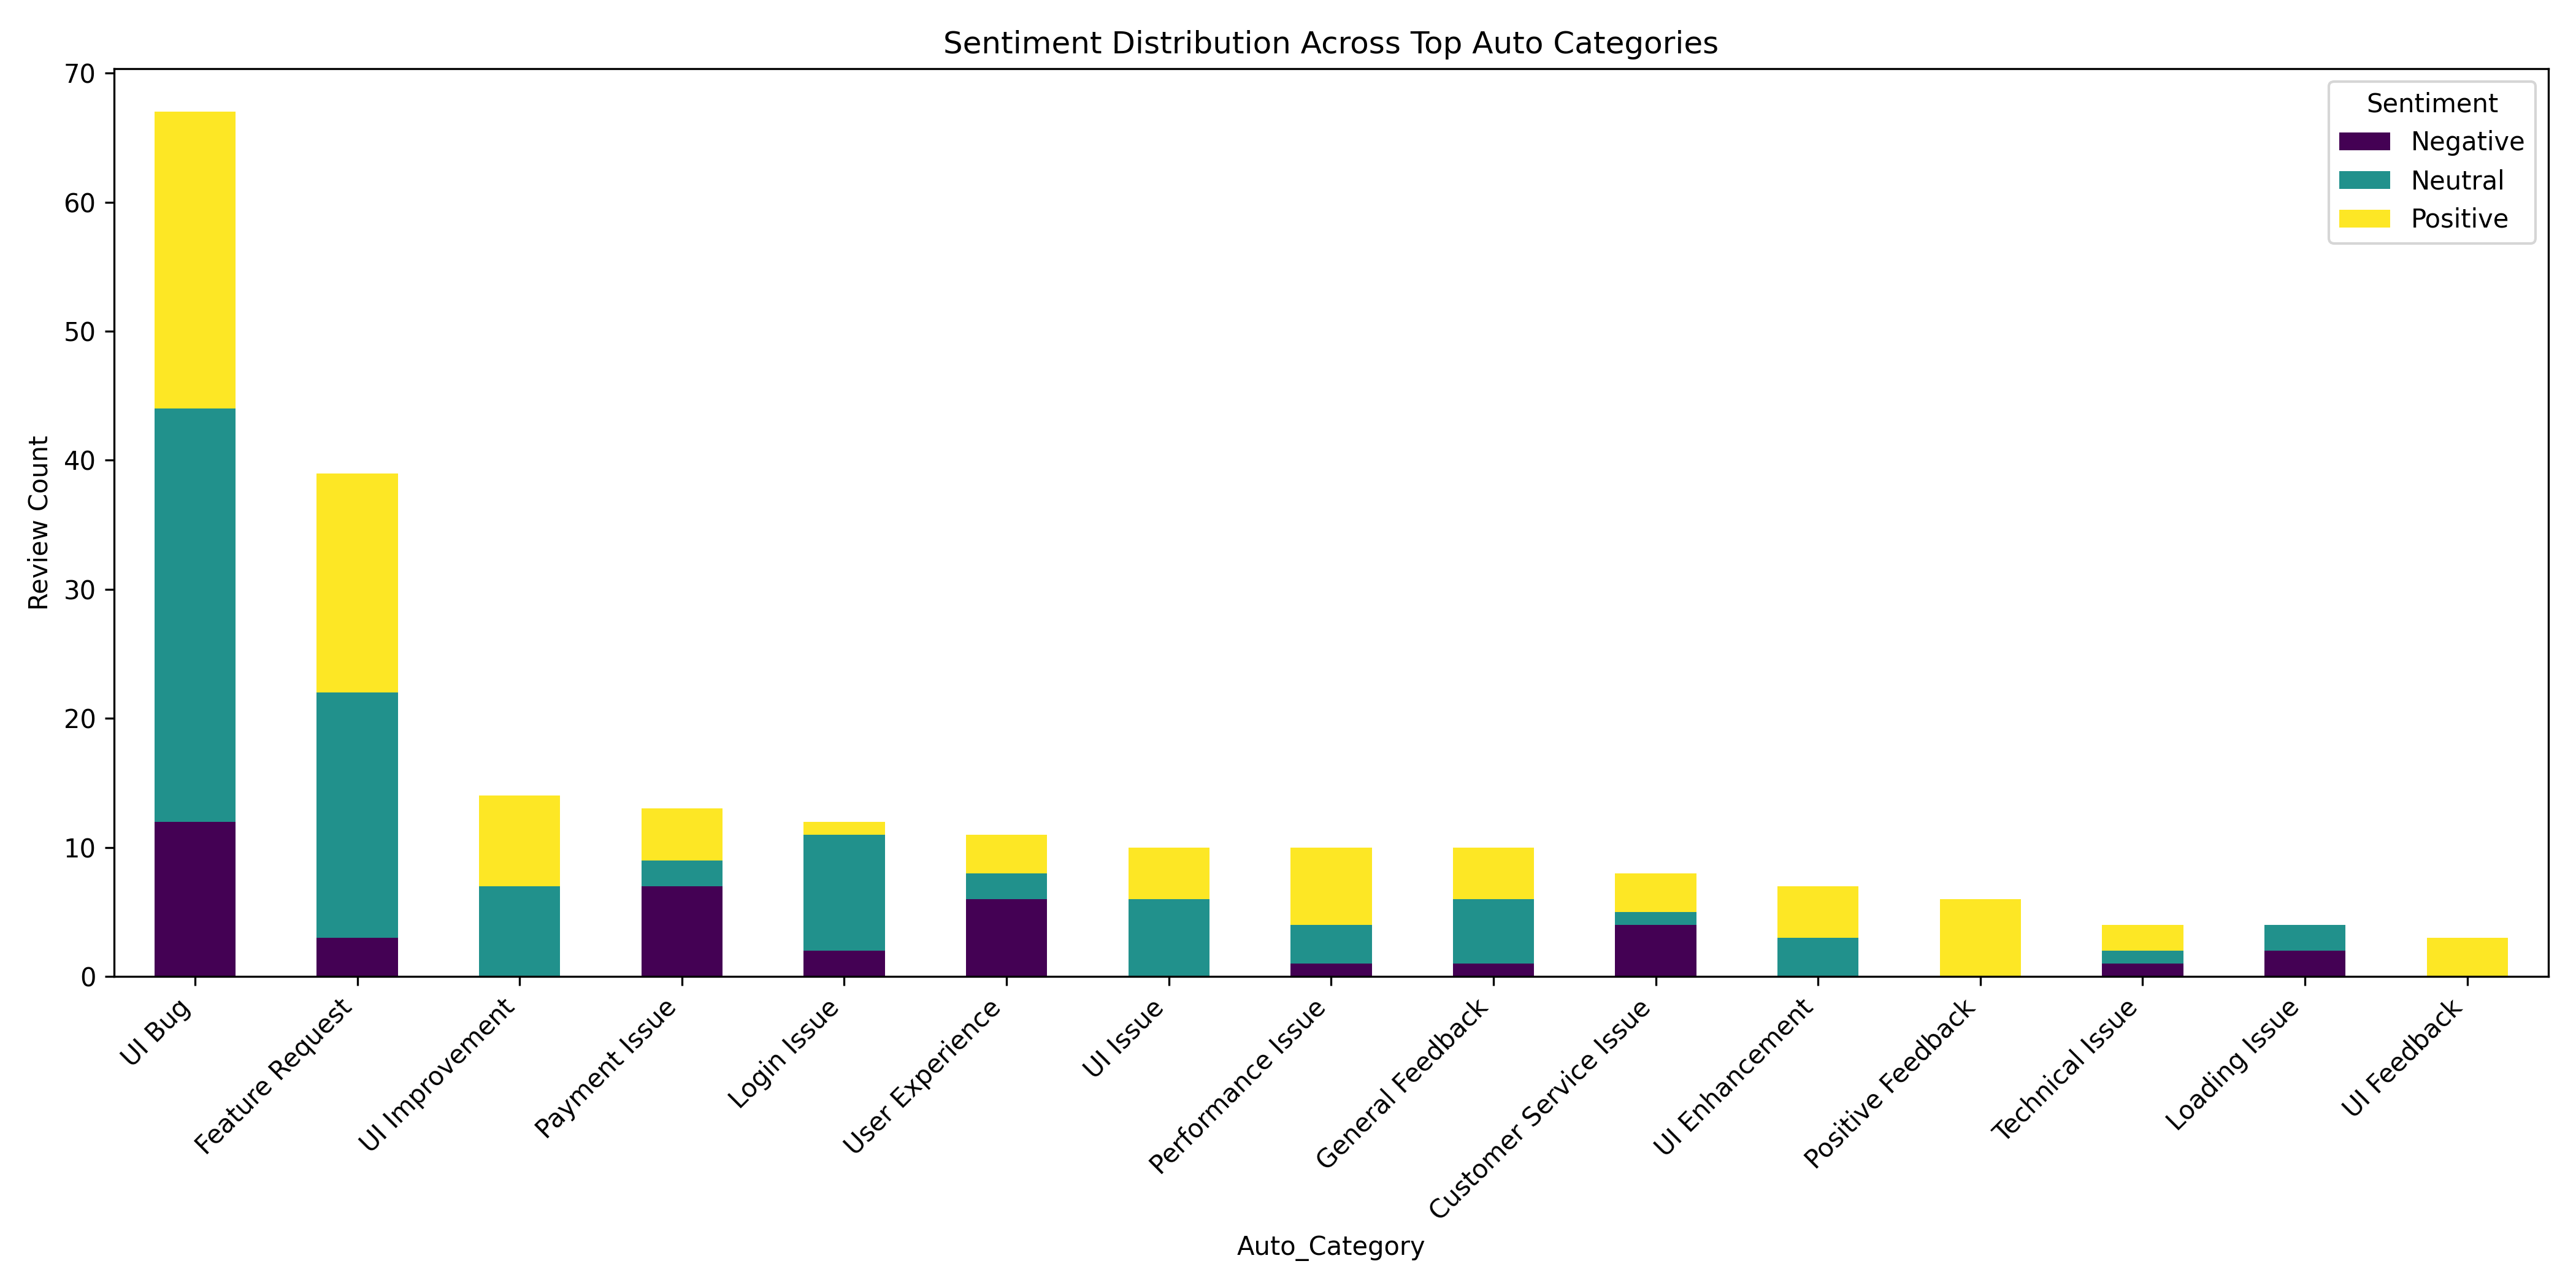 Sentiment Distribution Across Top Auto Categories
Sentiment
Negative
Neutral
Positive
Review Count
70
60
50
40
30
20
10
0
UI Bug
Feature Request
UI Improvement
Payment Issue
Login Issue
User Experience
UI Issue
Performance Issue
General Feedback
Customer Service Issue
UI Enhancement
Positive Feedback
Technical Issue
Loading Issue
UI Feedback
Auto_Category